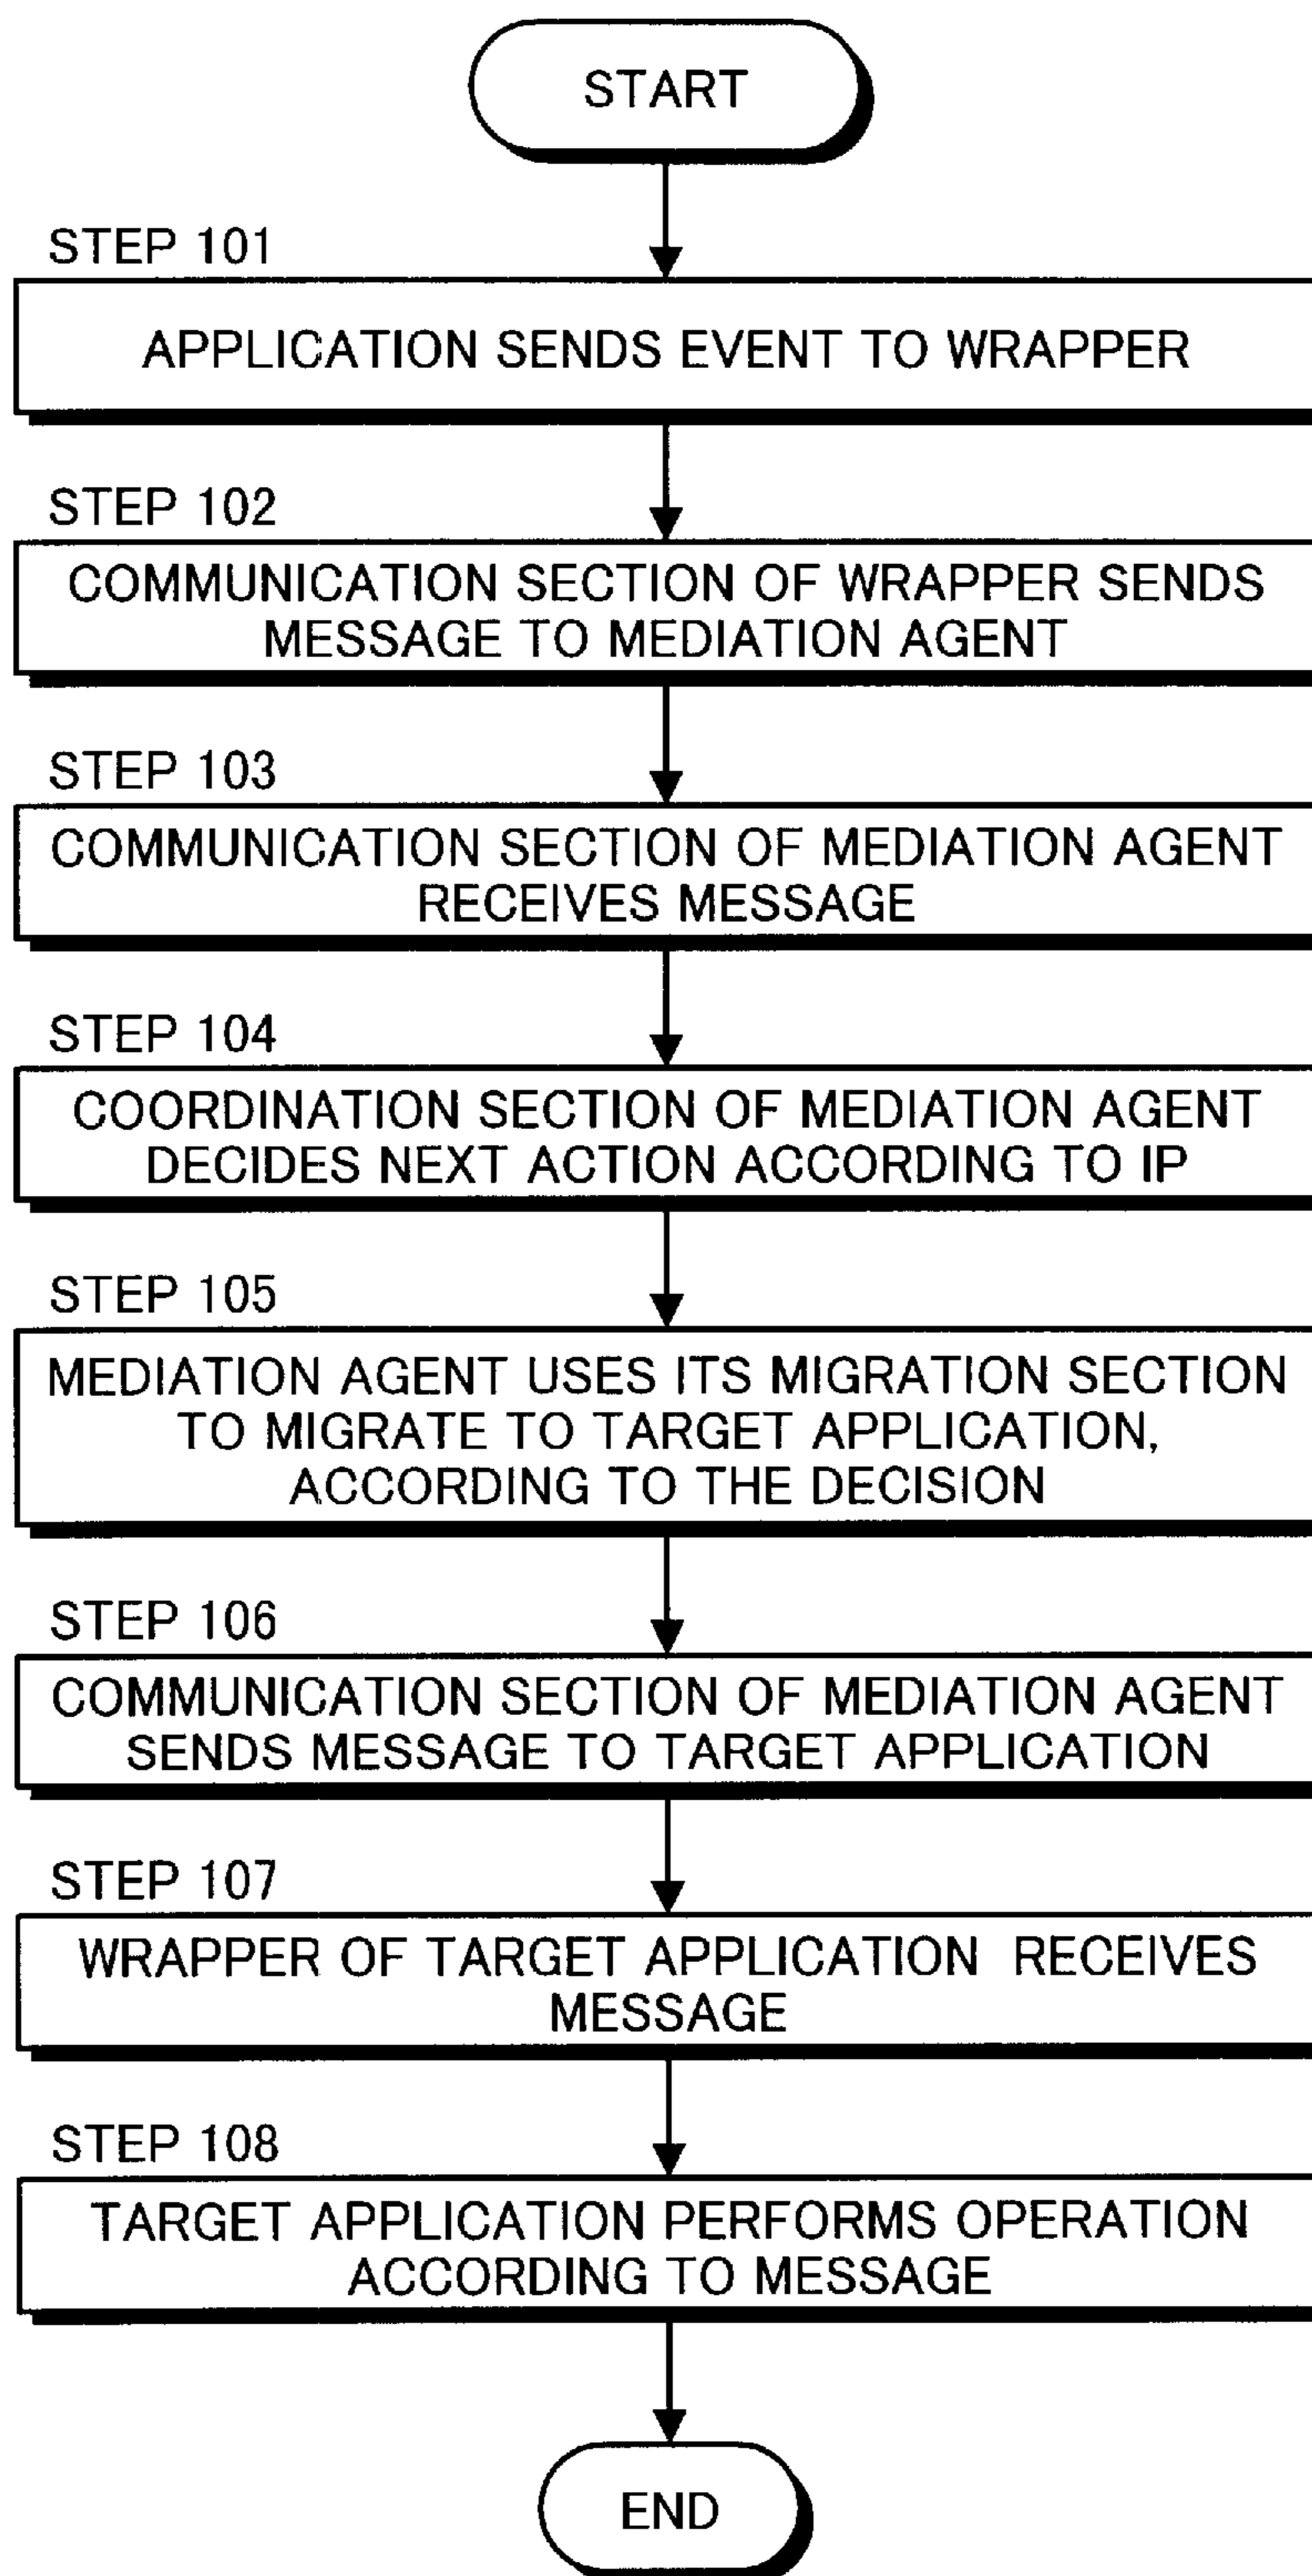 START
STEP 101
APPLICATION SENDS EVENT TO WRAPPER
STEP 102
COMMUNICATION SECTION OF WRAPPER SENDS
MESSAGE TO MEDIATION AGENT
STEP 103
COMMUNICATION SECTION OF MEDIATION AGENT
RECEIVES MESSAGE
STEP 104
COORDINATION SECTION OF MEDIATION AGENT
DECIDES NEXT ACTION ACCORDING TO IP
STEP 105
MEDIATION AGENT USES ITS MIGRATION SECTION
TO MIGRATE TO TARGET APPLICATION,
ACCORDING TO THE DECISION
STEP 106
COMMUNICATION SECTION OF MEDIATION AGENT
SENDS MESSAGE TO TARGET APPLICATION
STEP 107
WRAPPER OF TARGET APPLICATION RECEIVES
MESSAGE
STEP 108
TARGET APPLICATION PERFORMS OPERATION
ACCORDING TO MESSAGE
END